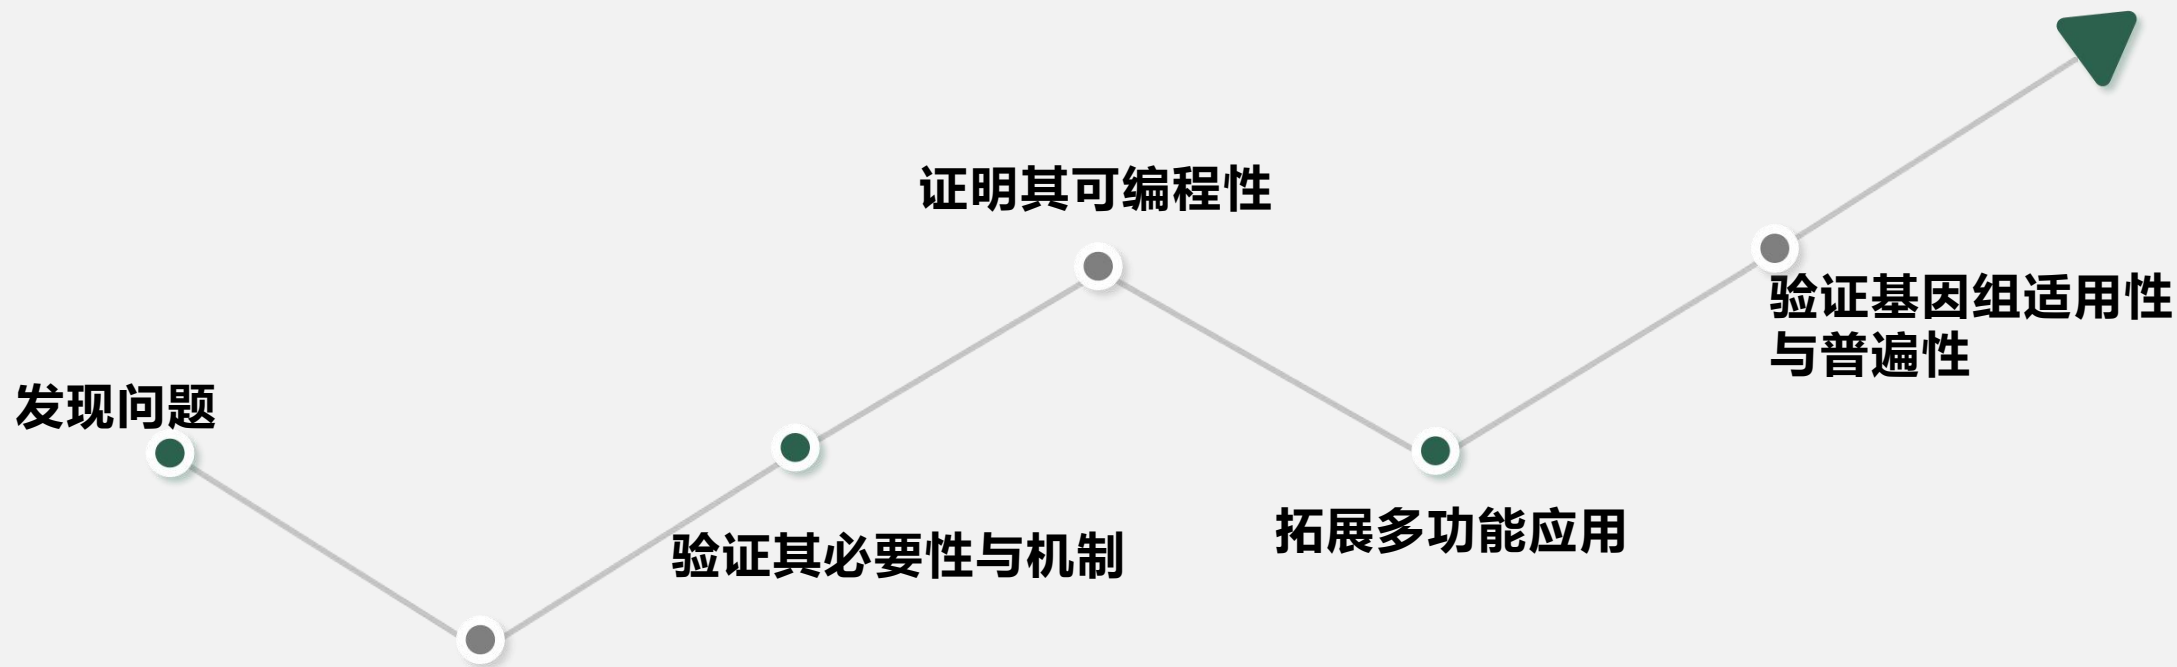 发现问题
验证其必要性与机制
证明其可编程性
拓展多功能应用
验证基因组适用性
与普遍性